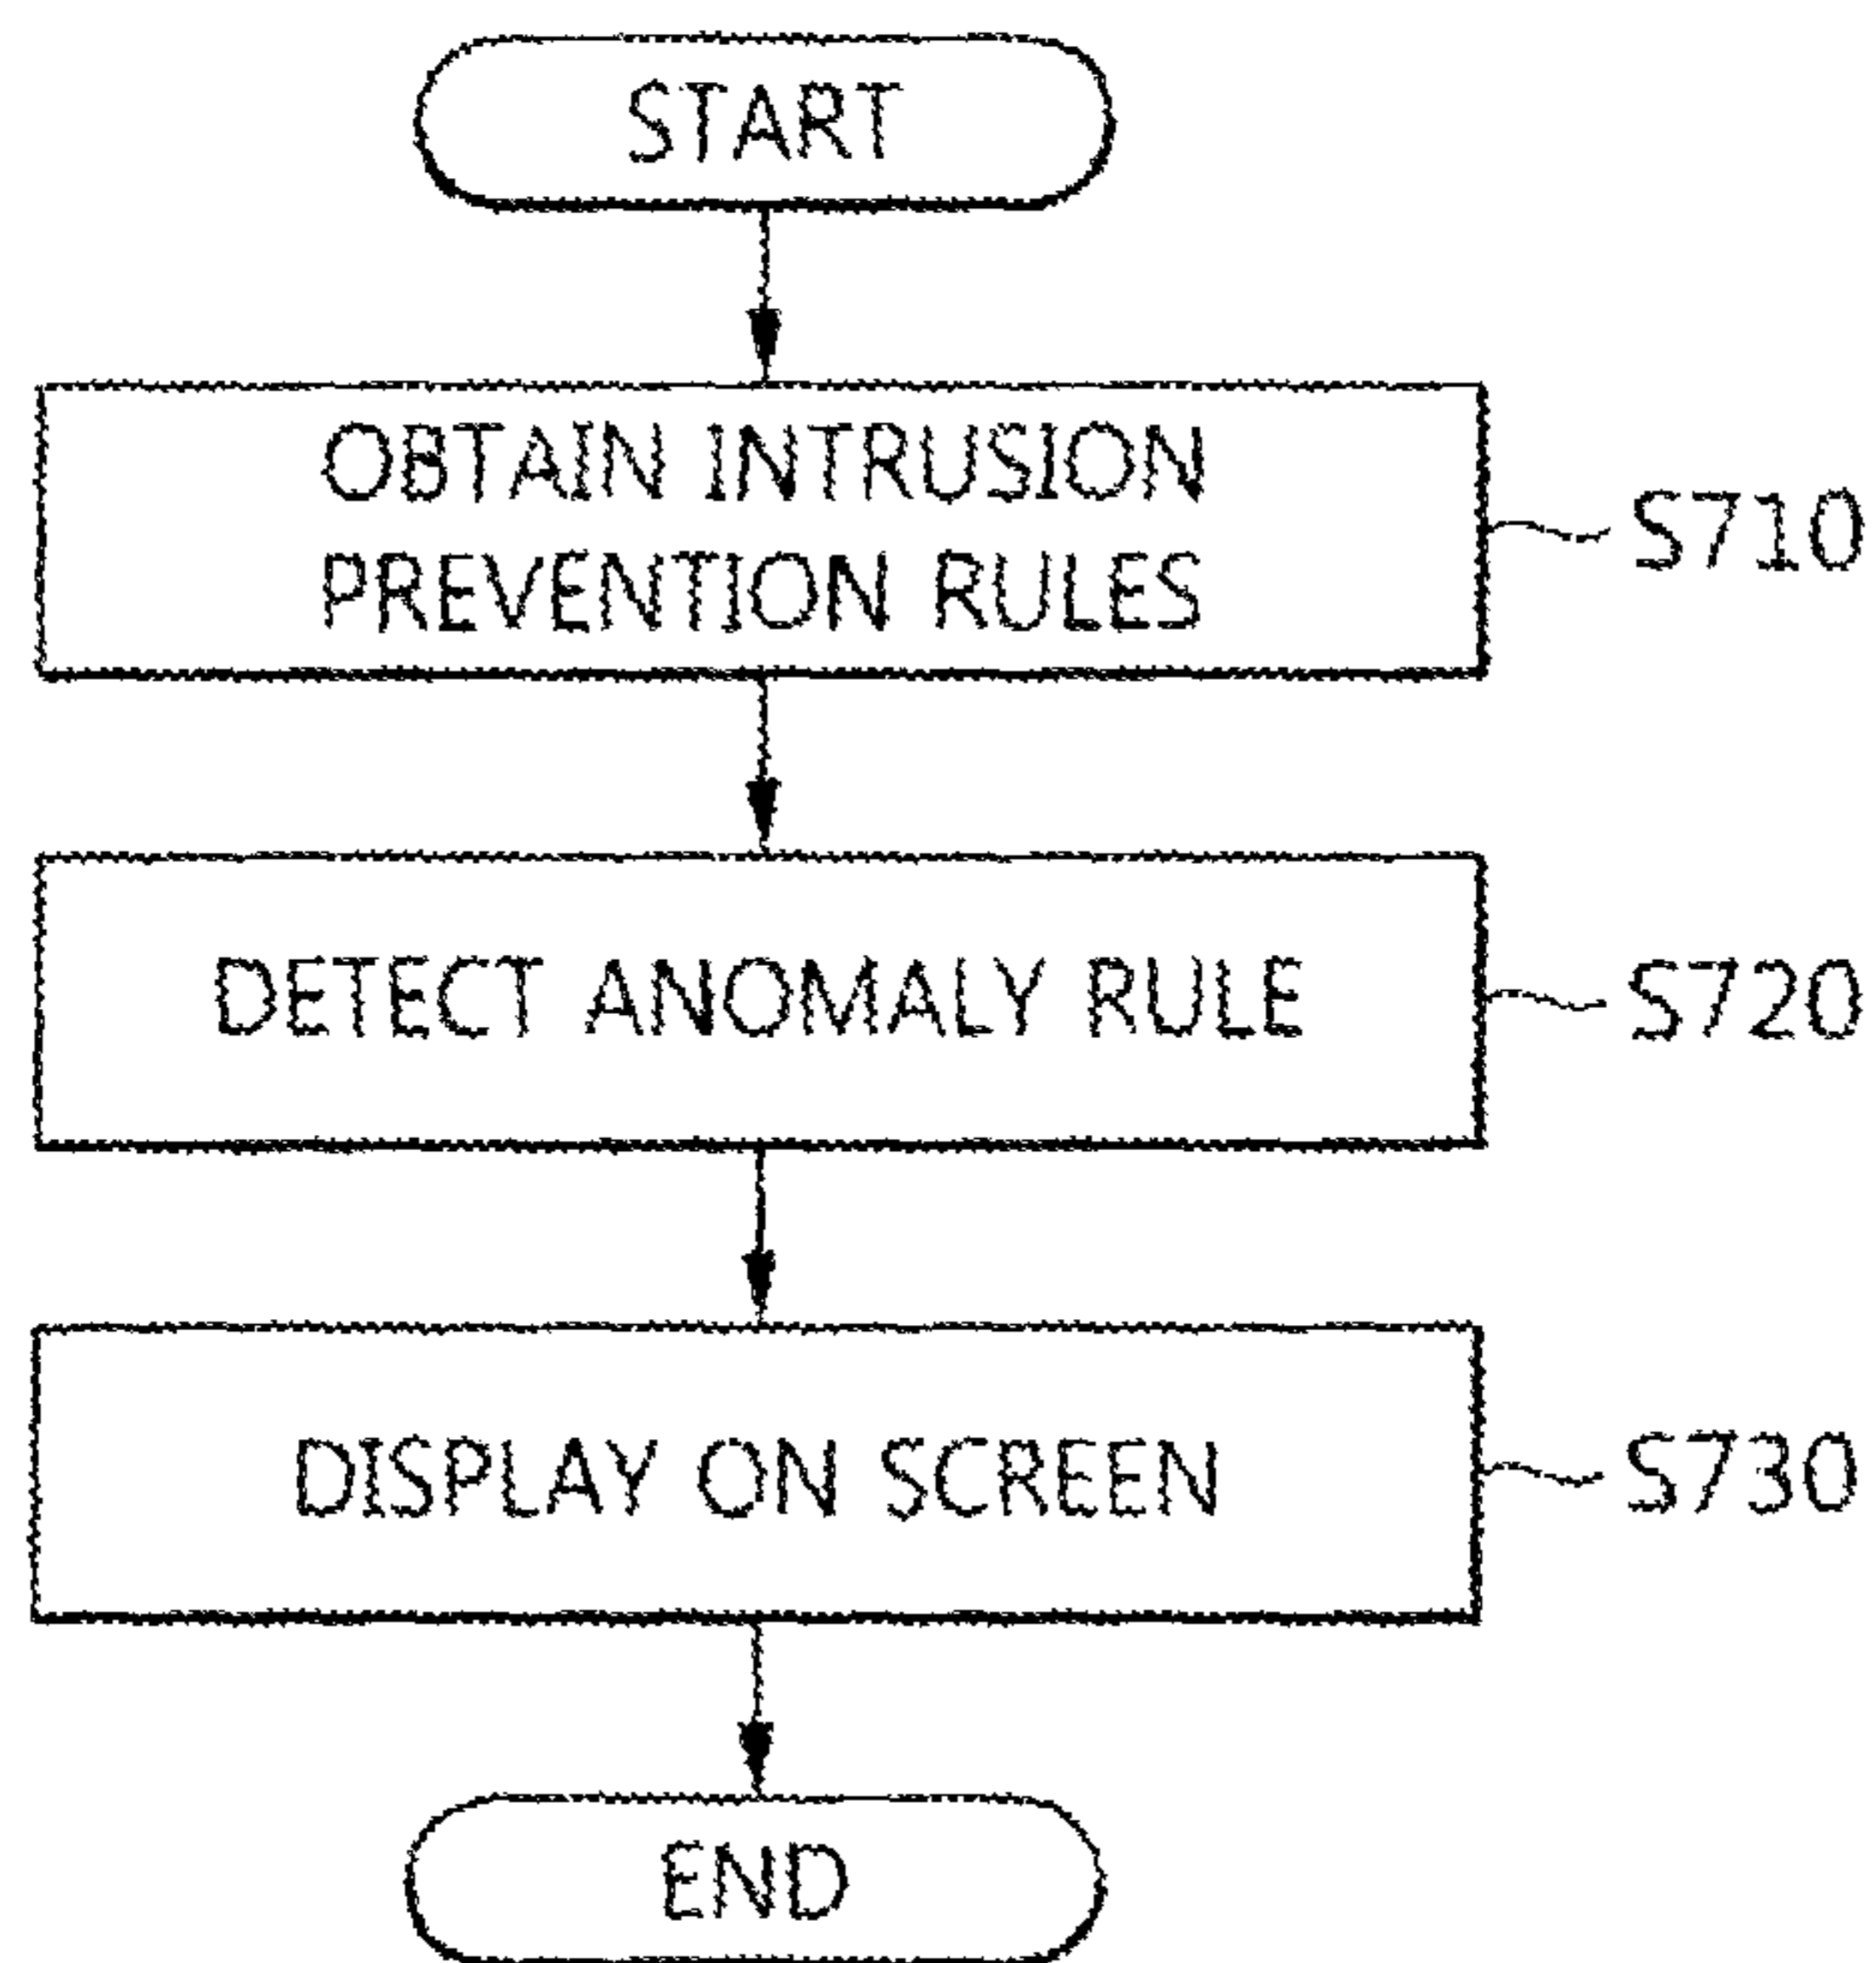 START
OBTAIN INTRUSION
PREVENTION RULES
S710
DETECT ANOMALY RULE
S720
DISPLAY ON SCREEN
S730
END